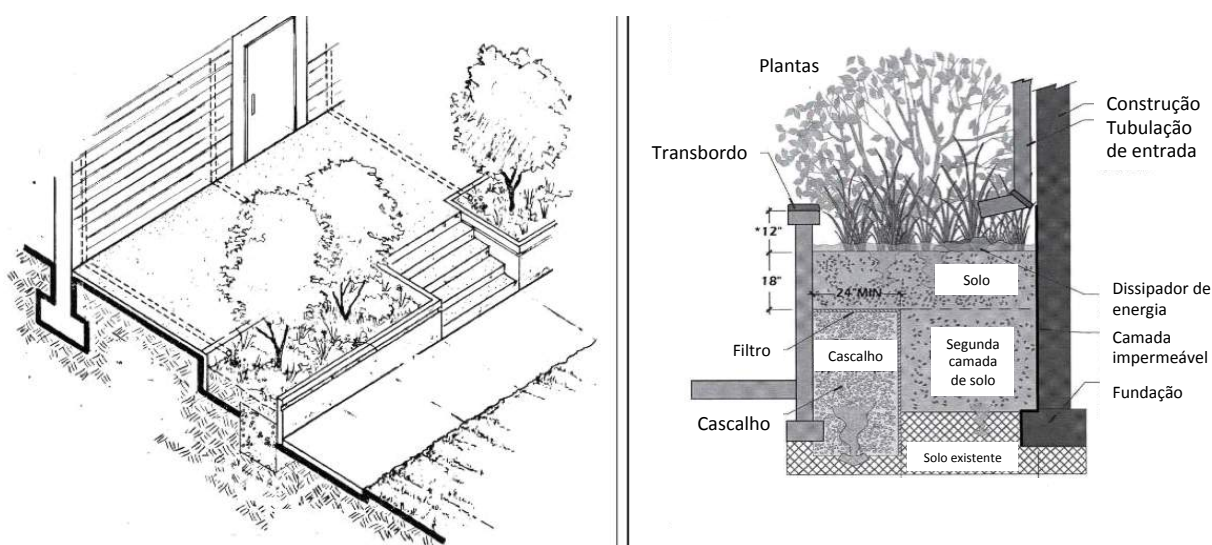 Plantas
Transbordo
*12"
18"
24"MIN
Filtro
Cascalho
Cascalho
Solo
Segunda
camada
de solo
Solo existente
Construção
Tubulação
de entrada
Dissipador de
energia
Camada
impermeável
Fundação